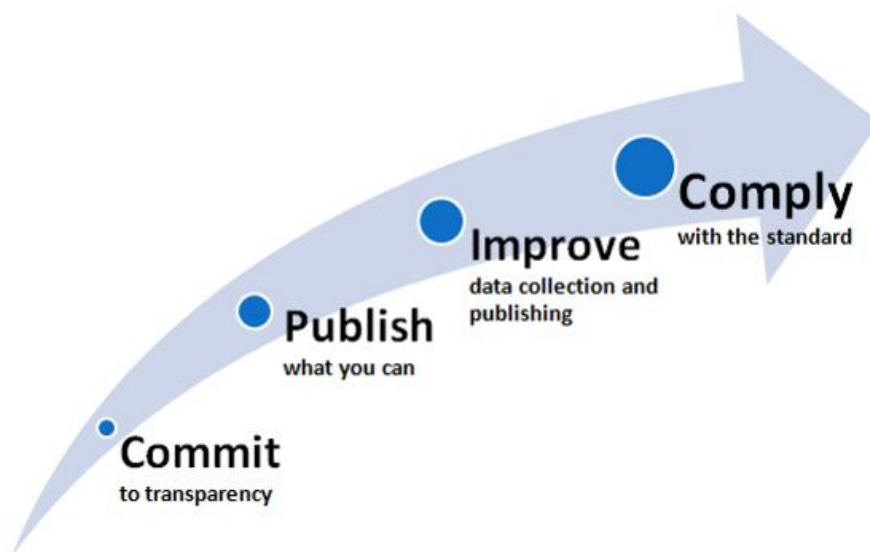 Commit
to transparency
Publish
what you can
Improve
data collection and
publishing
Comply
with the standard